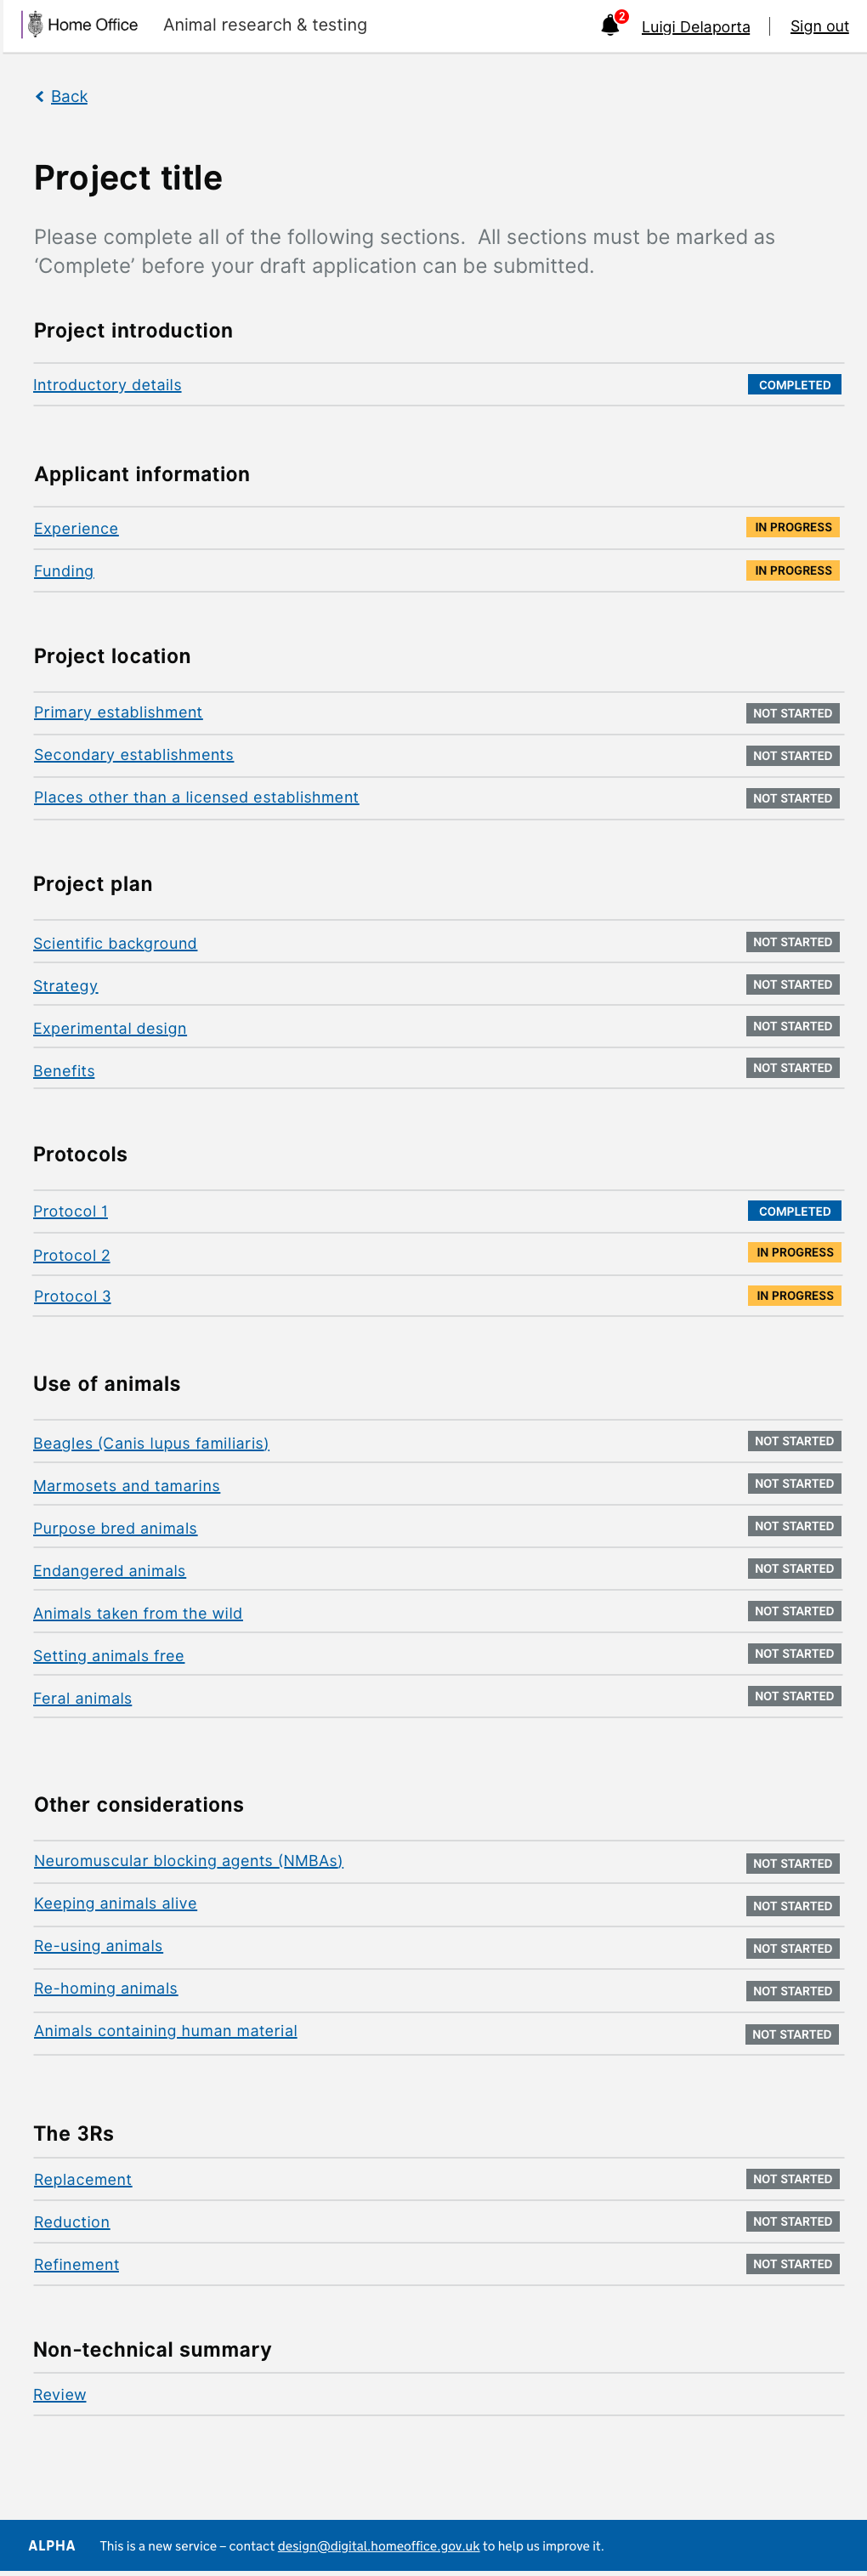 Home Office Animal research & testing 2 Luigi Delaporta Sign out
Back
Project title
Please complete all of the following sections.  All sections must be marked as
‘Complete’ before your draft application can be submitted.
Project introduction
Introductory details COMPLETED
Applicant information
Experience IN PROGRESS
Funding IN PROGRESS
Project location
Primary establishment NOT STARTED
Secondary establishments NOT STARTED
Places other than a licensed establishment NOT STARTED
Project plan
Scientific background NOT STARTED
Strategy NOT STARTED
Experimental design NOT STARTED
Benefits NOT STARTED
Protocols
Protocol 1 COMPLETED
Protocol 2 IN PROGRESS
Protocol 3 IN PROGRESS
Use of animals
Beagles (Canis lupus familiaris) NOT STARTED
Marmosets and tamarins NOT STARTED
Purpose bred animals NOT STARTED
Endangered animals NOT STARTED
Animals taken from the wild NOT STARTED
Setting animals free NOT STARTED
Feral animals NOT STARTED
Other considerations
Neuromuscular blocking agents (NMBAs) NOT STARTED
Keeping animals alive NOT STARTED
Re-using animals NOT STARTED
Re-homing animals NOT STARTED
Animals containing human material NOT STARTED
The 3Rs
Replacement NOT STARTED
Reduction NOT STARTED
Refinement NOT STARTED
Non-technical summary
Review
ALPHA This is a new service – contact design@digital.homeoffice.gov.uk to help us improve it.